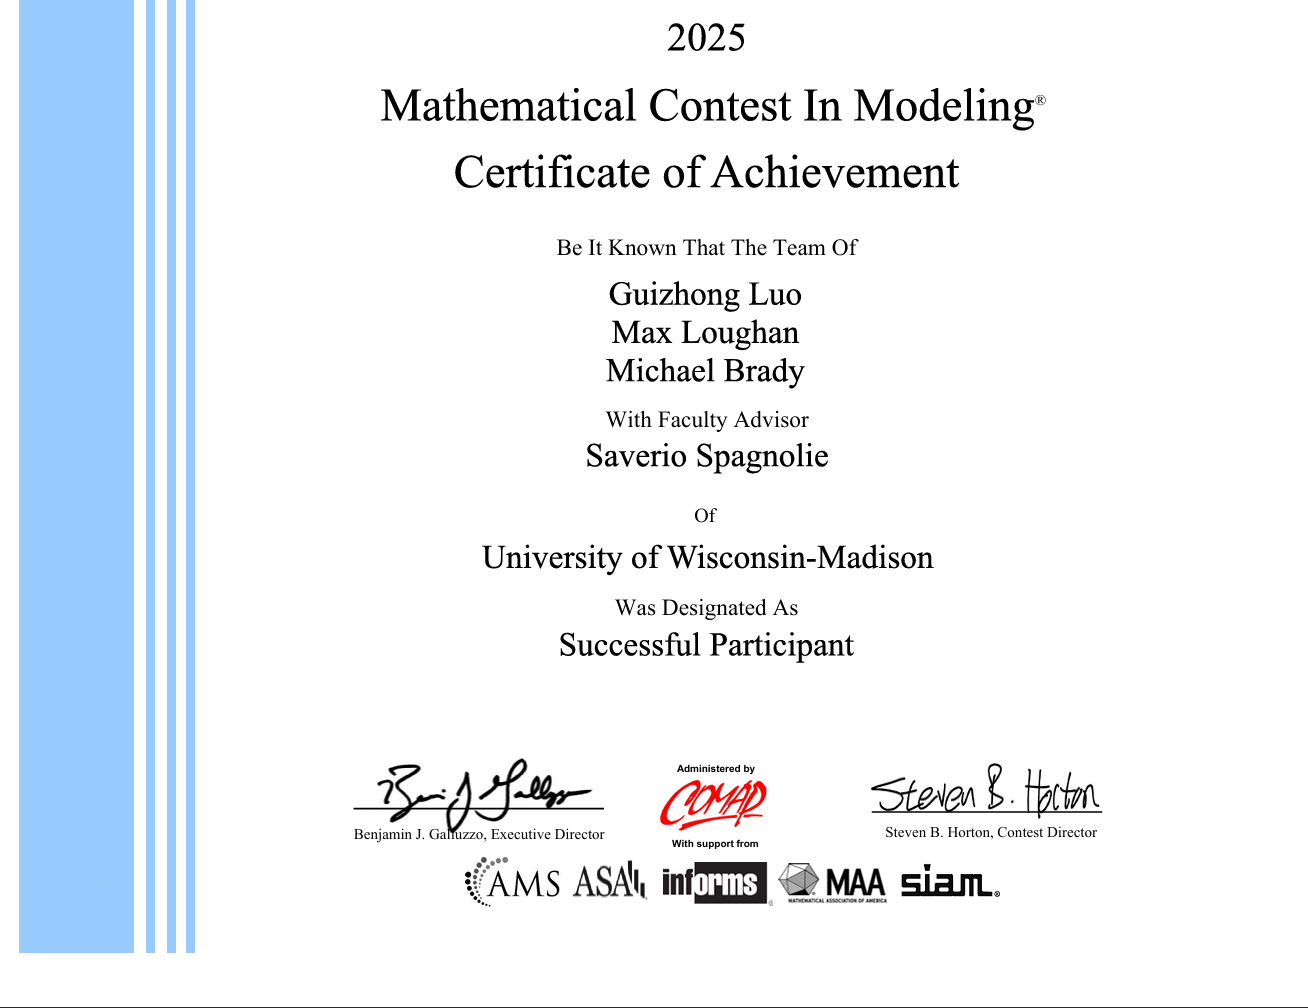 2025
Mathematical Contest In Modeling®
Certificate of Achievement
Be It Known That The Team Of
Guizhong Luo
Max Loughan
Michael Brady
With Faculty Advisor
Saverio Spagnolie
Of
University of Wisconsin-Madison
Was Designated As
Successful Participant
Administered by
COMAP
Steven B. Horton
Benjamin J. Galluzzo, Executive Director
Steven B. Horton, Contest Director
With support from
AMS ASA informs MAA siam®
MATHEMATICAL ASSOCIATION OF AMERICA